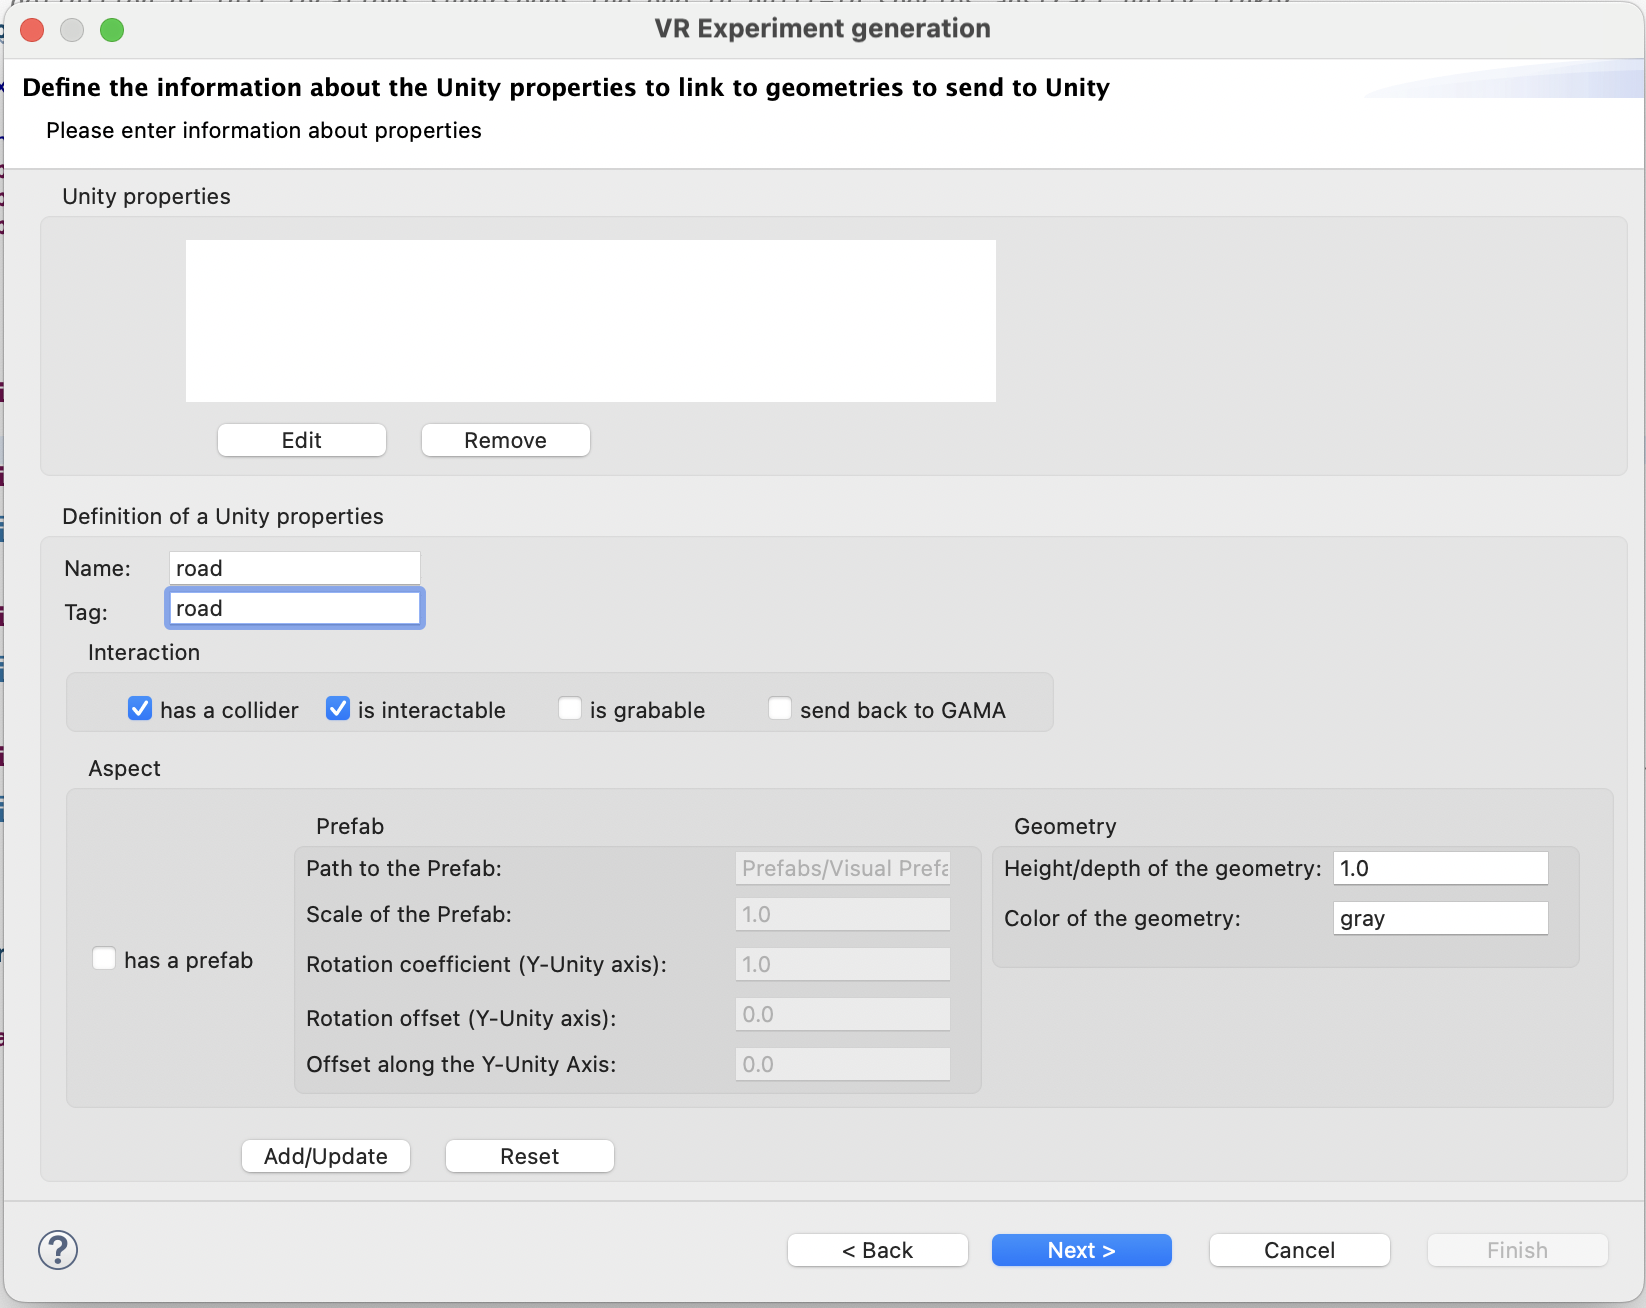 VR Experiment generation
Define the information about the Unity properties to link to geometries to send to Unity
Please enter information about properties
Unity properties
Edit Remove
Definition of a Unity properties
Name: road
Tag: road
Interaction
has a collider is interactable is grabable send back to GAMA
Aspect
Prefab Geometry
Path to the Prefab: Prefabs/Visual Prefa Height/depth of the geometry: 1.0
Scale of the Prefab: 1.0 Color of the geometry: gray
has a prefab Rotation coefficient (Y-Unity axis): 1.0
Rotation offset (Y-Unity axis): 0.0
Offset along the Y-Unity Axis: 0.0
Add/Update Reset
? < Back Next > Cancel Finish